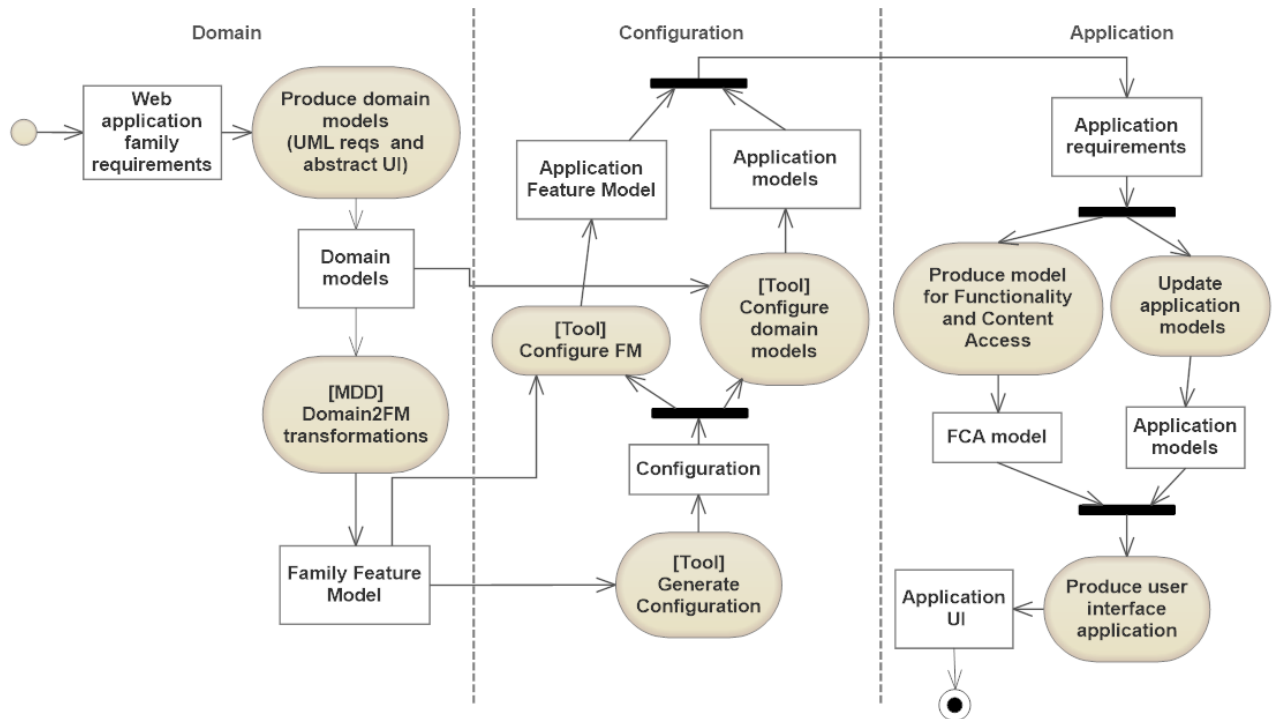 Domain
Configuration
Application
Web
application
family
requirements
Produce domain
models
(UML reqs and
abstract UI)
Domain
models
[MDD]
Domain2FM
transformations
Family Feature
Model
Application
Feature Model
Application
models
[Tool]
Configure FM
[Tool]
Configure
domain
models
Configuration
[Tool]
Generate
Configuration
Application
requirements
Produce model
for Functionality
and Content
Access
Update
application
models
FCA model
Application
models
Produce user
interface
application
Application
UI